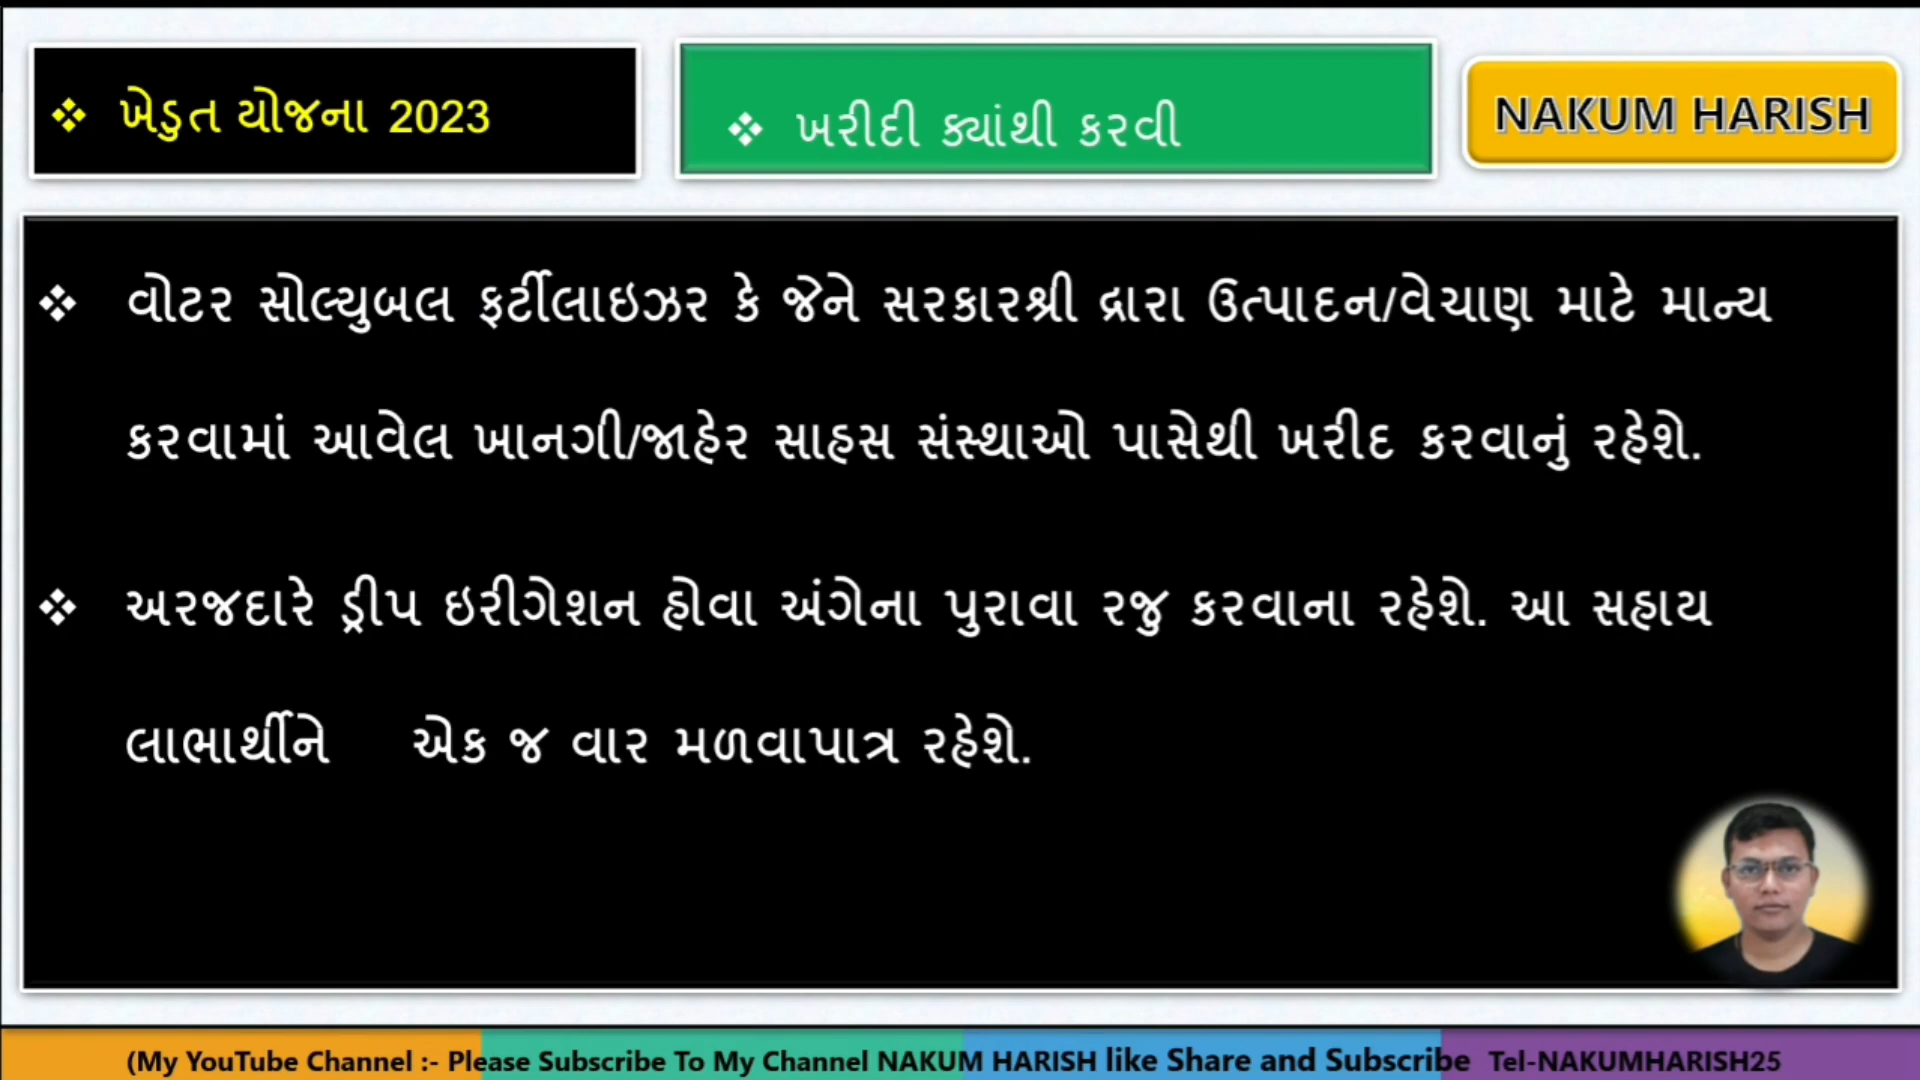 ❖ ખેડુત યોજના 2023
❖ ખરીદી ક્યાંથી કરવી
NAKUM HARISH
❖ વોટર સોલ્યુબલ ફર્ટીલાઇઝર કે જેને સરકારશ્રી દ્રારા ઉત્પાદન/વેચાણ માટે માન્ય
કરવામાં આવેલ ખાનગી/જાહેર સાહસ સંસ્થાઓ પાસેથી ખરીદ કરવાનું રહેશે.
❖ અરજદારે ડ્રીપ ઇરીગેશન હોવા અંગેના પુરાવા રજુ કરવાના રહેશે. આ સહાય
લાભાર્થીને એક જ વાર મળવાપાત્ર રહેશે.
(My YouTube Channel :- Please Subscribe To My Channel NAKUM HARISH like Share and Subscribe Tel-NAKUMHARISH25